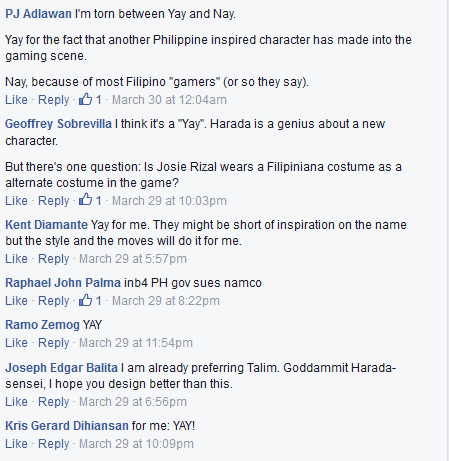 PJ Adlawan I'm torn between Yay and Nay.
Yay for the fact that another Philippine inspired character has made into the
gaming scene.
Nay, because of most Filipino "gamers" (or so they say).
Like · Reply · 1 · March 30 at 12:04am
Geoffrey Sobrevilla I think it's a "Yay". Harada is a genius about a new
character.
But there's one question: Is Josie Rizal wears a Filipiniana costume as a
alternate costume in the game?
Like · Reply · 1 · March 29 at 10:03pm
Kent Diamante Yay for me. They might be short of inspiration on the name
but the style and the moves will do it for me.
Like · Reply · March 29 at 5:57pm
Raphael John Palma inb4 PH gov sues namco
Like · Reply · 1 · March 29 at 8:22pm
Ramo Zemog YAY
Like · Reply · March 29 at 11:54pm
Joseph Edgar Balita I am already preferring Talim. Goddammit Harada-
sensei, I hope you design better than this.
Like · Reply · March 29 at 6:56pm
Kris Gerard Dihiansan for me: YAY!
Like · Reply · March 29 at 10:09pm